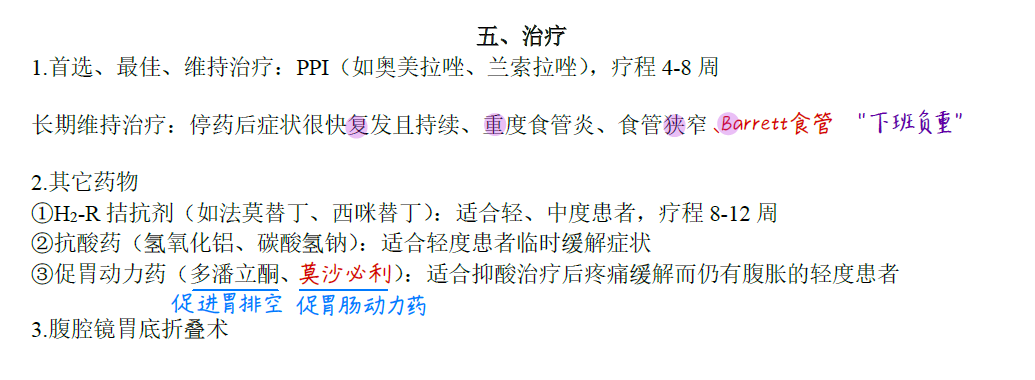 五、治疗
1.首选、最佳、维持治疗：PPI（如奥美拉唑、兰索拉唑），疗程 4-8 周
长期维持治疗：停药后症状很快复发且持续、重度食管炎、食管狭窄、Barrett食管 "下班负重"
2.其它药物
①H2-R 拮抗剂（如法莫替丁、西咪替丁）：适合轻、中度患者，疗程 8-12 周
②抗酸药（氢氧化铝、碳酸氢钠）：适合轻度患者临时缓解症状
③促胃动力药（多潘立酮、莫沙必利）：适合抑酸治疗后疼痛缓解而仍有腹胀的轻度患者
促进胃排空 促胃肠动力药
3.腹腔镜胃底折叠术